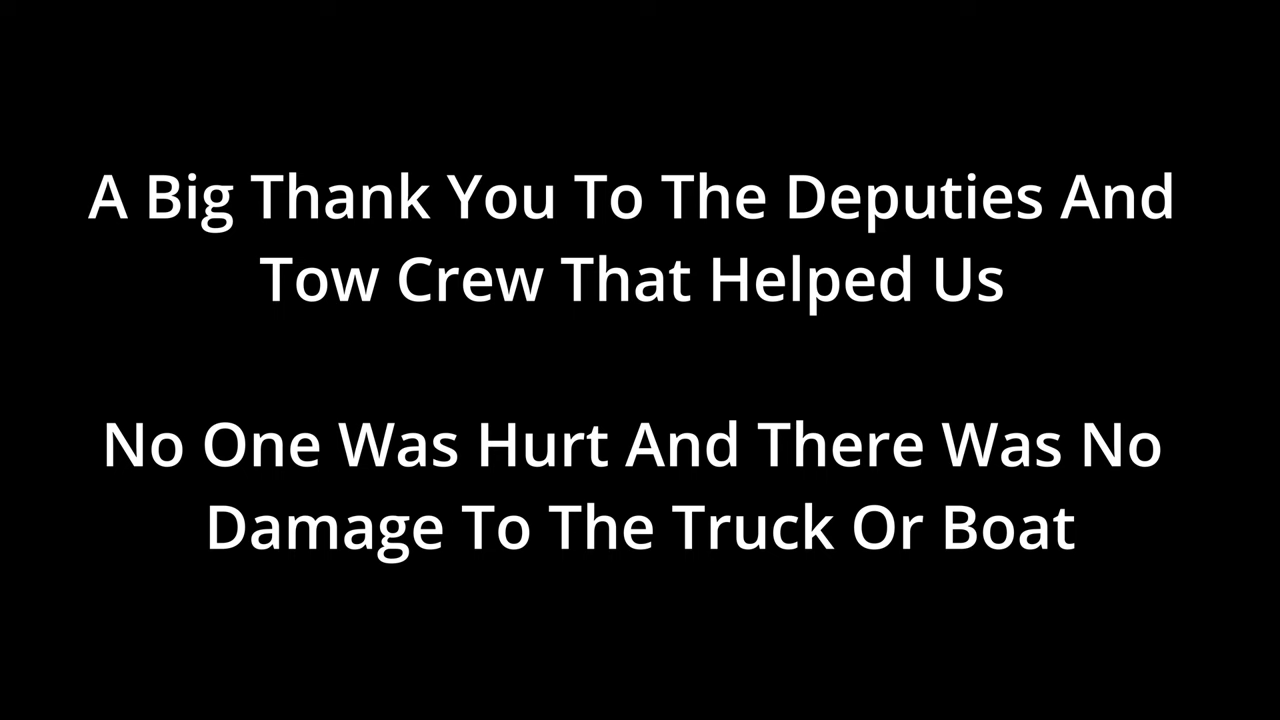 A Big Thank You To The Deputies And
Tow Crew That Helped Us
No One Was Hurt And There Was No
Damage To The Truck Or Boat